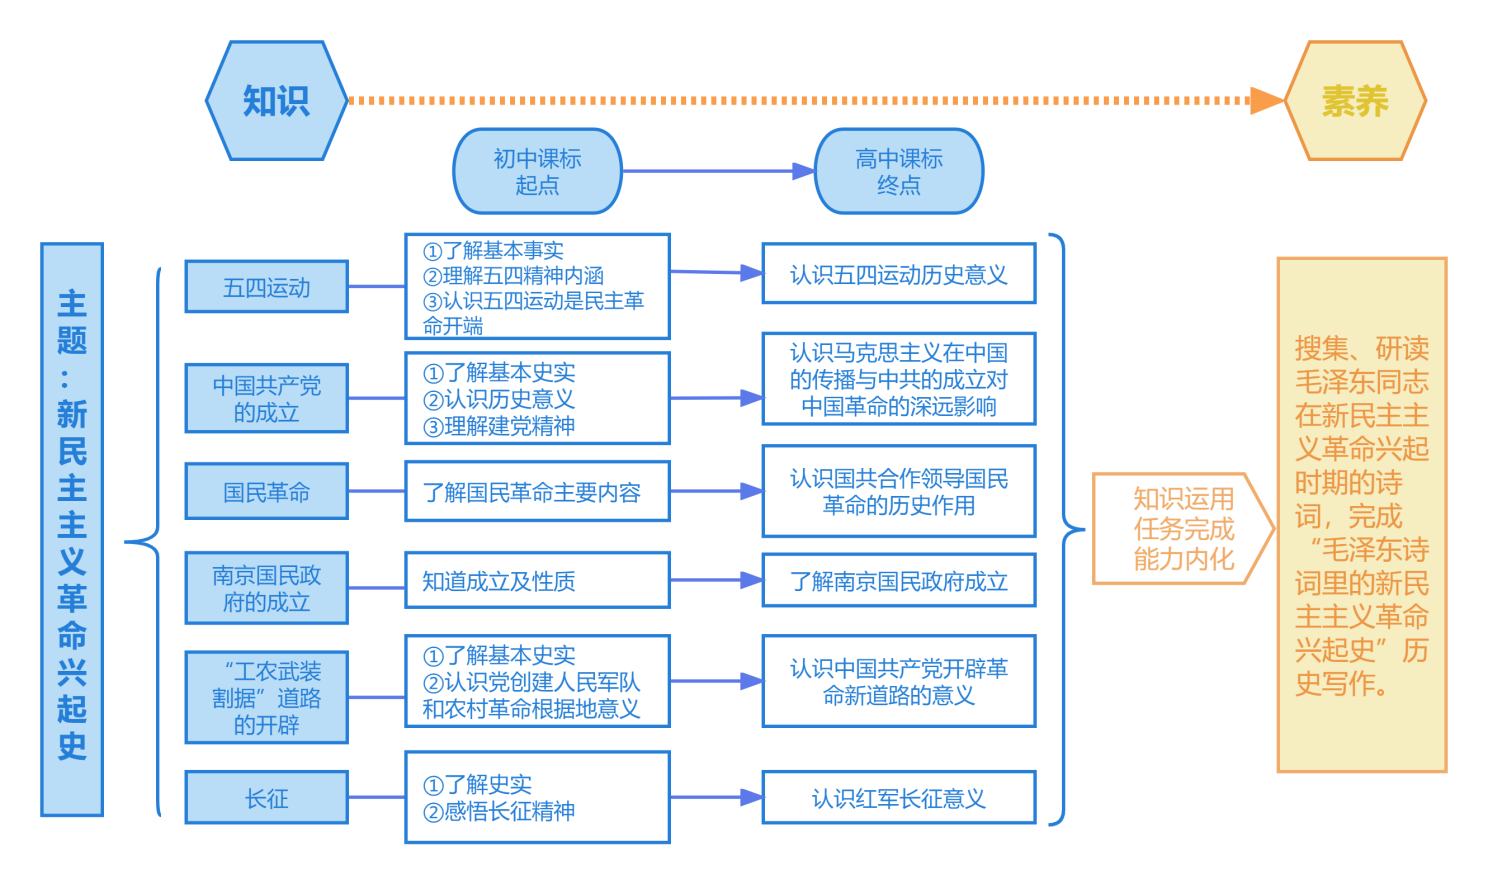 知识
素养
初中课标
起点
高中课标
终点
主题：新民主主义革命兴起史
五四运动
①了解基本事实
②理解五四精神内涵
③认识五四运动是民主革
命开端
认识五四运动历史意义
中国共产党
的成立
①了解基本史实
②认识历史意义
③理解建党精神
认识马克思主义在中国
的传播与中共的成立对
中国革命的深远影响
国民革命
了解国民革命主要内容
认识国共合作领导国民
革命的历史作用
南京国民政
府的成立
知道成立及性质
了解南京国民政府成立
“工农武装
割据”道路
的开辟
①了解基本史实
②认识党创建人民军队
和农村革命根据地意义
认识中国共产党开辟革
命新道路的意义
长征
①了解史实
②感悟长征精神
认识红军长征意义
知识运用
任务完成
能力内化
搜集、研读
毛泽东同志
在新民主主
义革命兴起
时期的诗
词，完成
“毛泽东诗
词里的新民
主主义革命
兴起史”历
史写作。